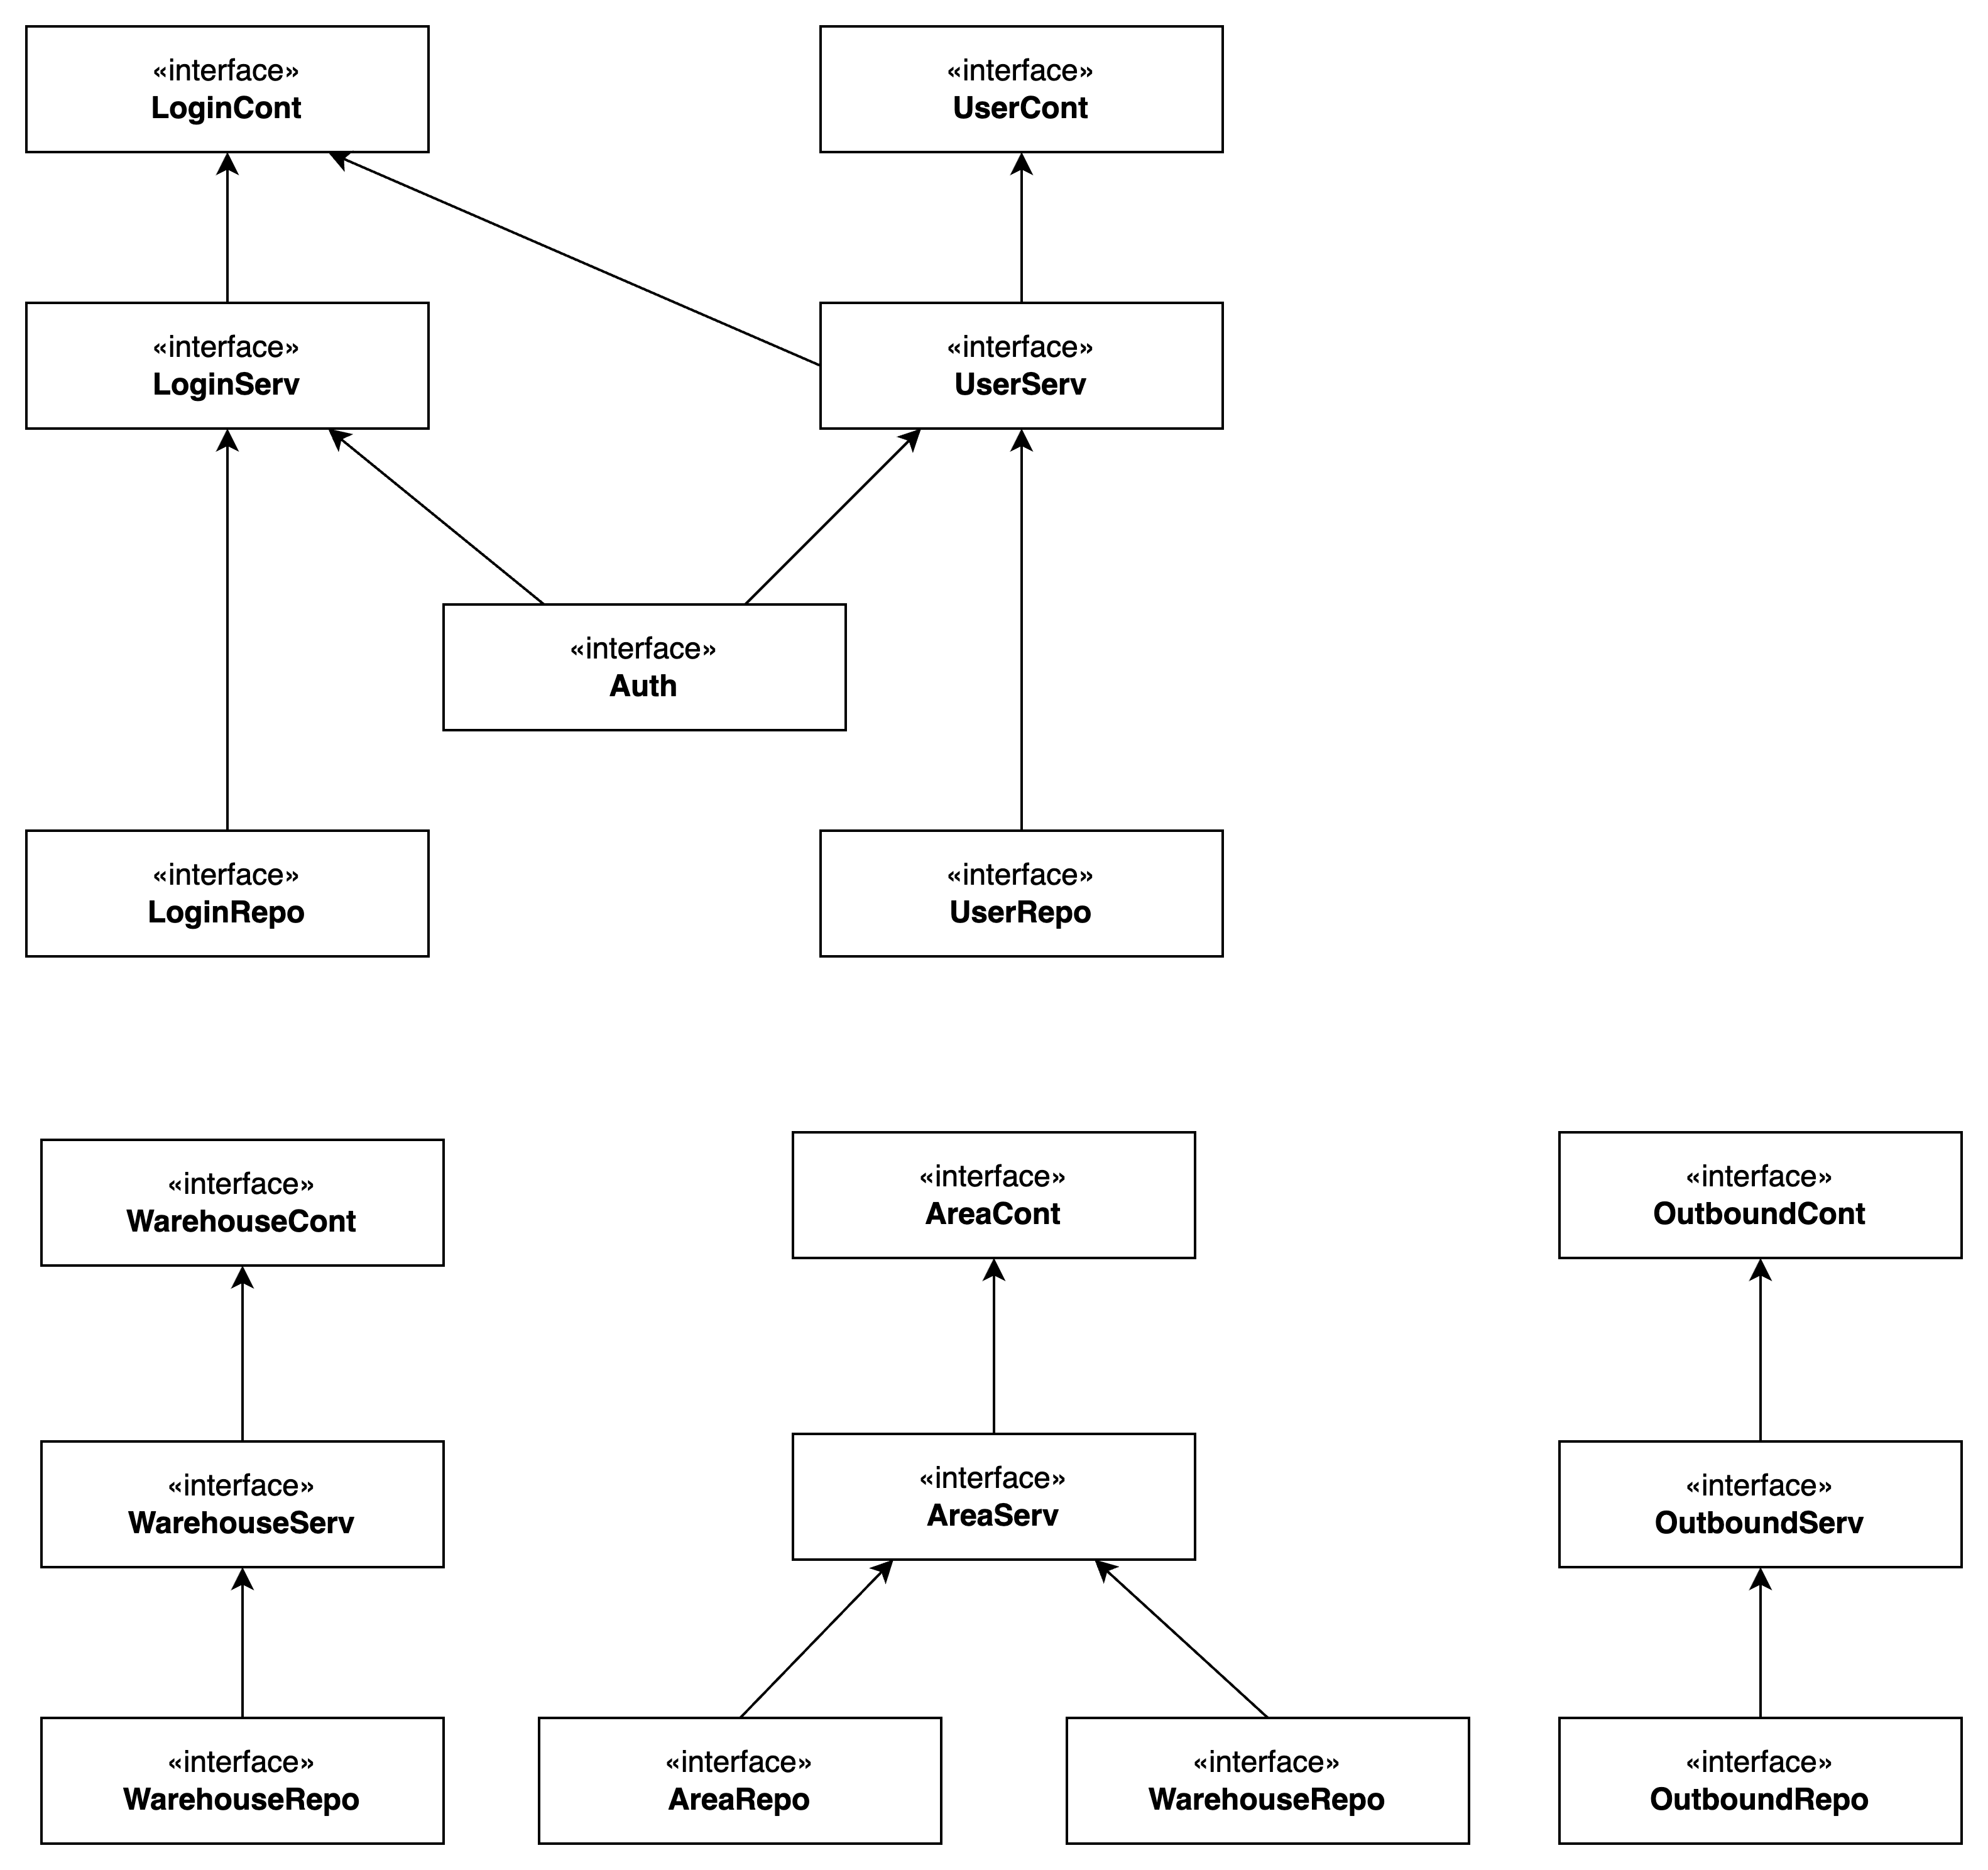 «interface»
LoginCont
«interface»
UserCont
«interface»
LoginServ
«interface»
UserServ
«interface»
Auth
«interface»
LoginRepo
«interface»
UserRepo
«interface»
WarehouseCont
«interface»
AreaCont
«interface»
OutboundCont
«interface»
WarehouseServ
«interface»
AreaServ
«interface»
OutboundServ
«interface»
WarehouseRepo
«interface»
AreaRepo
«interface»
WarehouseRepo
«interface»
OutboundRepo